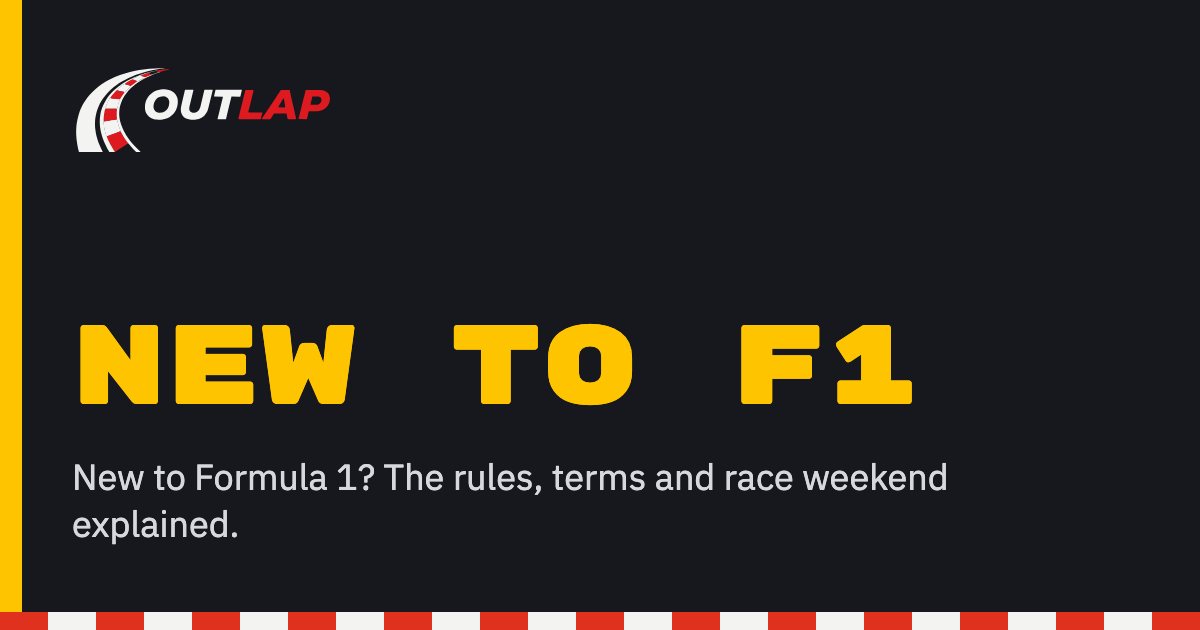 OUTLAP
NEW TO F1
New to Formula 1? The rules, terms and race weekend
explained.